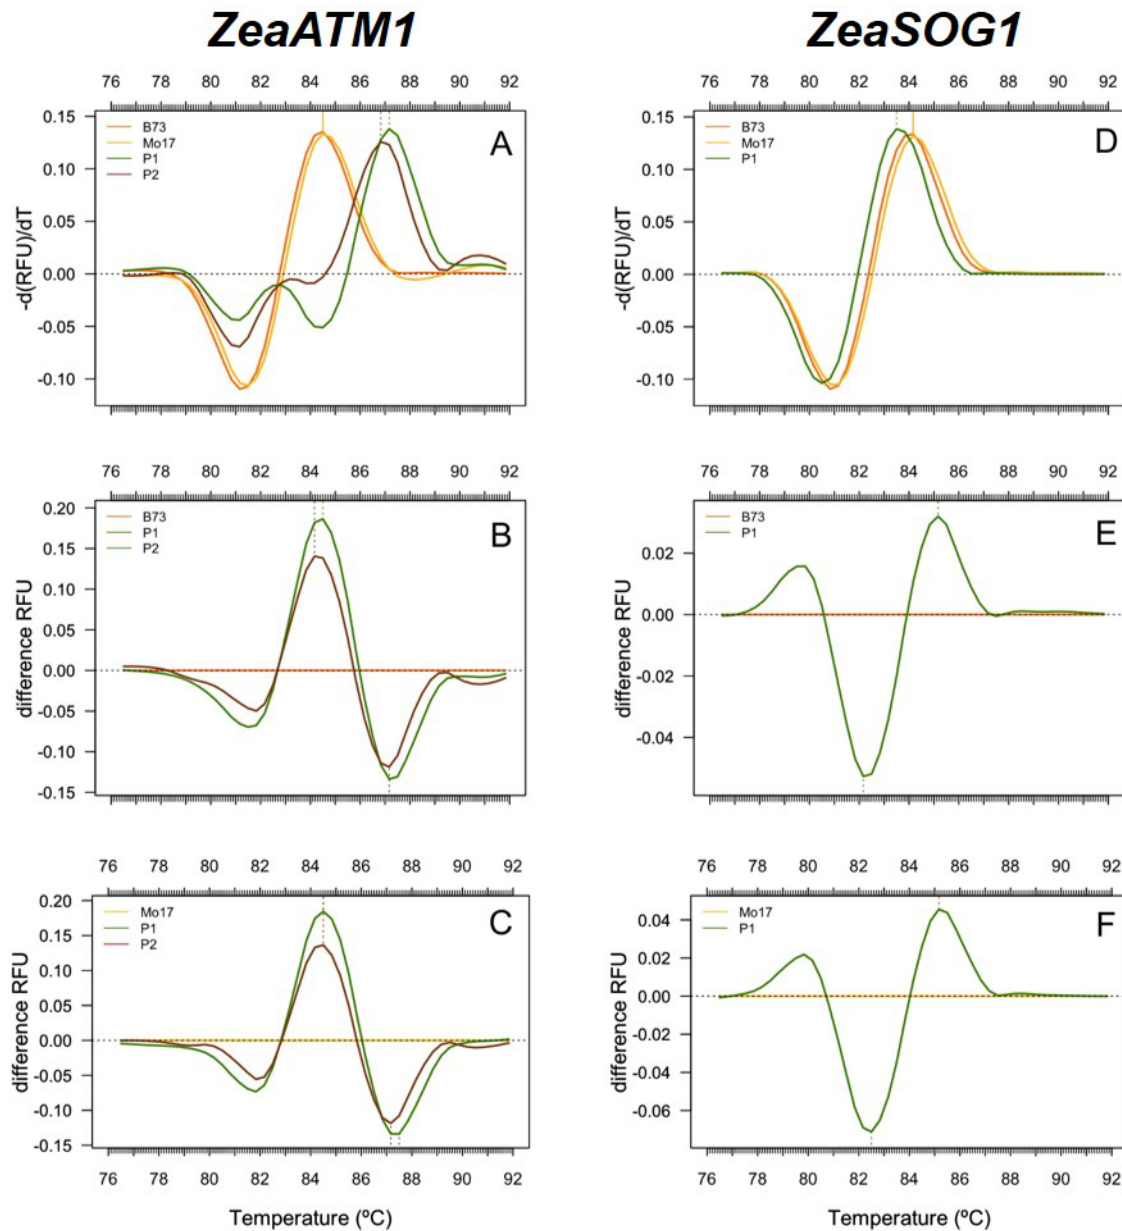 ZeaATM1
ZeaSOG1
76 78 80 82 84 86 88 90 92
76 78 80 82 84 86 88 90 92
0.15
0.10
0.05
0.00
-0.05
-0.10
-d(RFU)/dT
B73
Mo17
P1
P2
A
0.15
0.10
0.05
0.00
-0.05
-0.10
-d(RFU)/dT
B73
Mo17
P1
D
76 78 80 82 84 86 88 90 92
76 78 80 82 84 86 88 90 92
0.20
0.15
0.10
0.05
0.00
-0.05
-0.10
-0.15
difference RFU
B73
P1
P2
B
0.02
0.00
-0.02
-0.04
difference RFU
B73
P1
E
76 78 80 82 84 86 88 90 92
76 78 80 82 84 86 88 90 92
0.20
0.15
0.10
0.05
0.00
-0.05
-0.10
-0.15
difference RFU
Mo17
P1
P2
C
0.04
0.02
0.00
-0.02
-0.04
-0.06
difference RFU
Mo17
P1
F
76 78 80 82 84 86 88 90 92
76 78 80 82 84 86 88 90 92
Temperature (ºC)
Temperature (ºC)